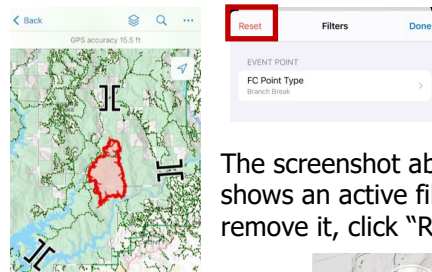 Back
GPS accuracy 15.5 ft
Reset Filters Done
EVENT POINT
FC Point Type
Branch Break
The screenshot ab
shows an active fil
remove it, click “R